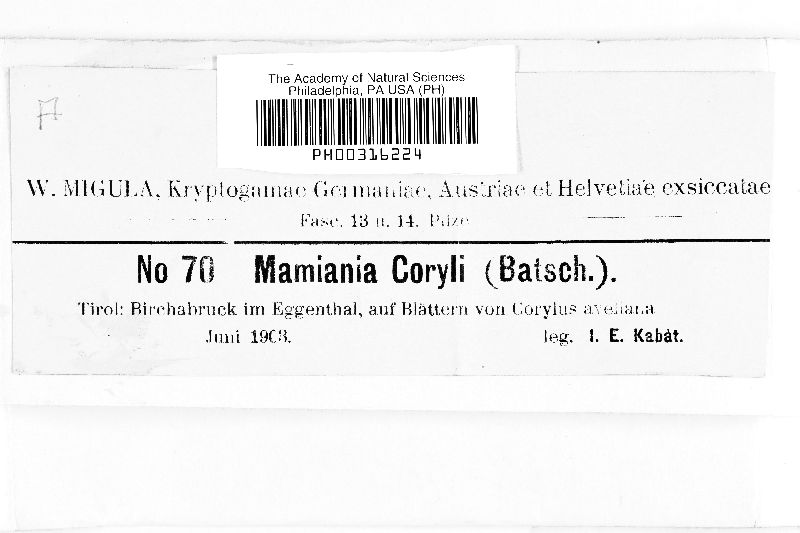 The Academy of Natural Sciences
Philadelphia, PA USA (PH)
PH00316224
W. MIGULA, Kryptogamae Germaniae, Austriae et Helvetiae exsiccatae
Fasc. 13 u. 14. Pilze
No 70 Mamiania Coryli (Batsch.).
Tirol: Birchabruck im Eggenthal, auf Blättern von Corylus avellana
Juni 1903. leg. I. E. Kabát.